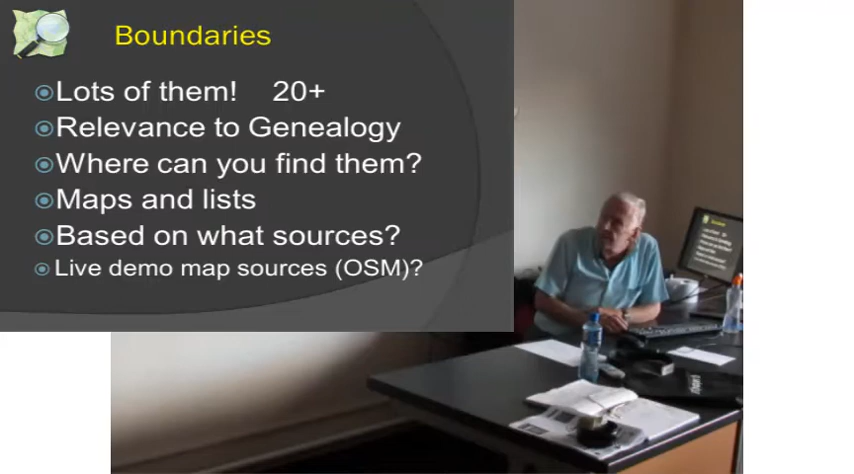 Boundaries
Lots of them! 20+
Relevance to Genealogy
Where can you find them?
Maps and lists
Based on what sources?
Live demo map sources (OSM)?